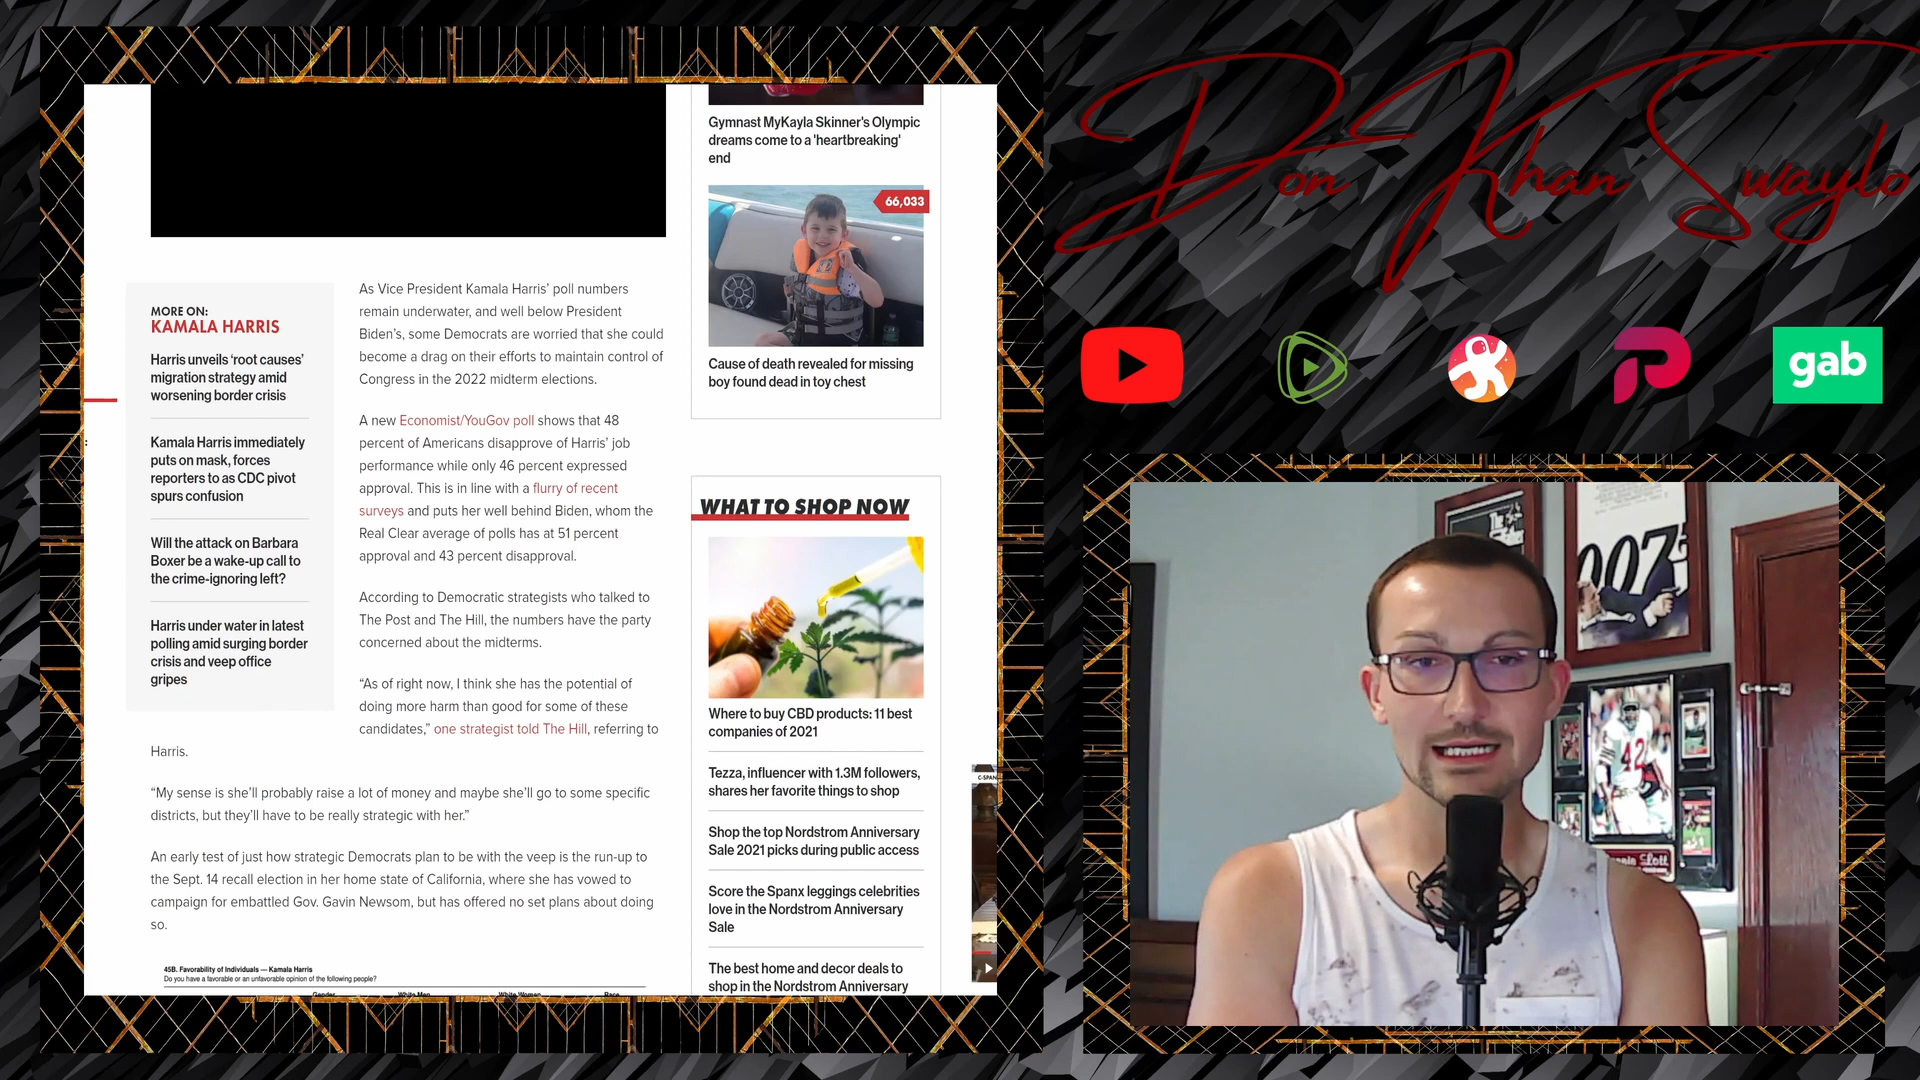 Don Khan Swaylo
gab
MORE ON:
KAMALA HARRIS
Harris unveils ‘root causes’
migration strategy amid
worsening border crisis
Kamala Harris immediately
puts on mask, forces
reporters to as CDC pivot
spurs confusion
Will the attack on Barbara
Boxer be a wake-up call to
the crime-ignoring left?
Harris under water in latest
polling amid surging border
crisis and veep office
gripes
As Vice President Kamala Harris’ poll numbers
remain underwater, and well below President
Biden’s, some Democrats are worried that she could
become a drag on their efforts to maintain control of
Congress in the 2022 midterm elections.
A new Economist/YouGov poll shows that 48
percent of Americans disapprove of Harris’ job
performance while only 46 percent expressed
approval. This is in line with a flurry of recent
surveys and puts her well behind Biden, whom the
Real Clear average of polls has at 51 percent
approval and 43 percent disapproval.
According to Democratic strategists who talked to
The Post and The Hill, the numbers have the party
concerned about the midterms.
“As of right now, I think she has the potential of
doing more harm than good for some of these
candidates,” one strategist told The Hill, referring to
Harris.
“My sense is she’ll probably raise a lot of money and maybe she’ll go to some specific
districts, but they’ll have to be really strategic with her.”
An early test of just how strategic Democrats plan to be with the veep is the run-up to
the Sept. 14 recall election in her home state of California, where she has vowed to
campaign for embattled Gov. Gavin Newsom, but has offered no set plans about doing
so.
45B. Favorability of Individuals — Kamala Harris
Do you have a favorable or an unfavorable opinion of the following people?
Gender White Men White Women Race
Gymnast MyKayla Skinner's Olympic
dreams come to a 'heartbreaking'
end
66,033
Cause of death revealed for missing
boy found dead in toy chest
WHAT TO SHOP NOW
Where to buy CBD products: 11 best
companies of 2021
Tezza, influencer with 1.3M followers,
shares her favorite things to shop
Shop the top Nordstrom Anniversary
Sale 2021 picks during public access
Score the Spanx leggings celebrities
love in the Nordstrom Anniversary
Sale
The best home and decor deals to
shop in the Nordstrom Anniversary
C-SPAN
007
42
Lott